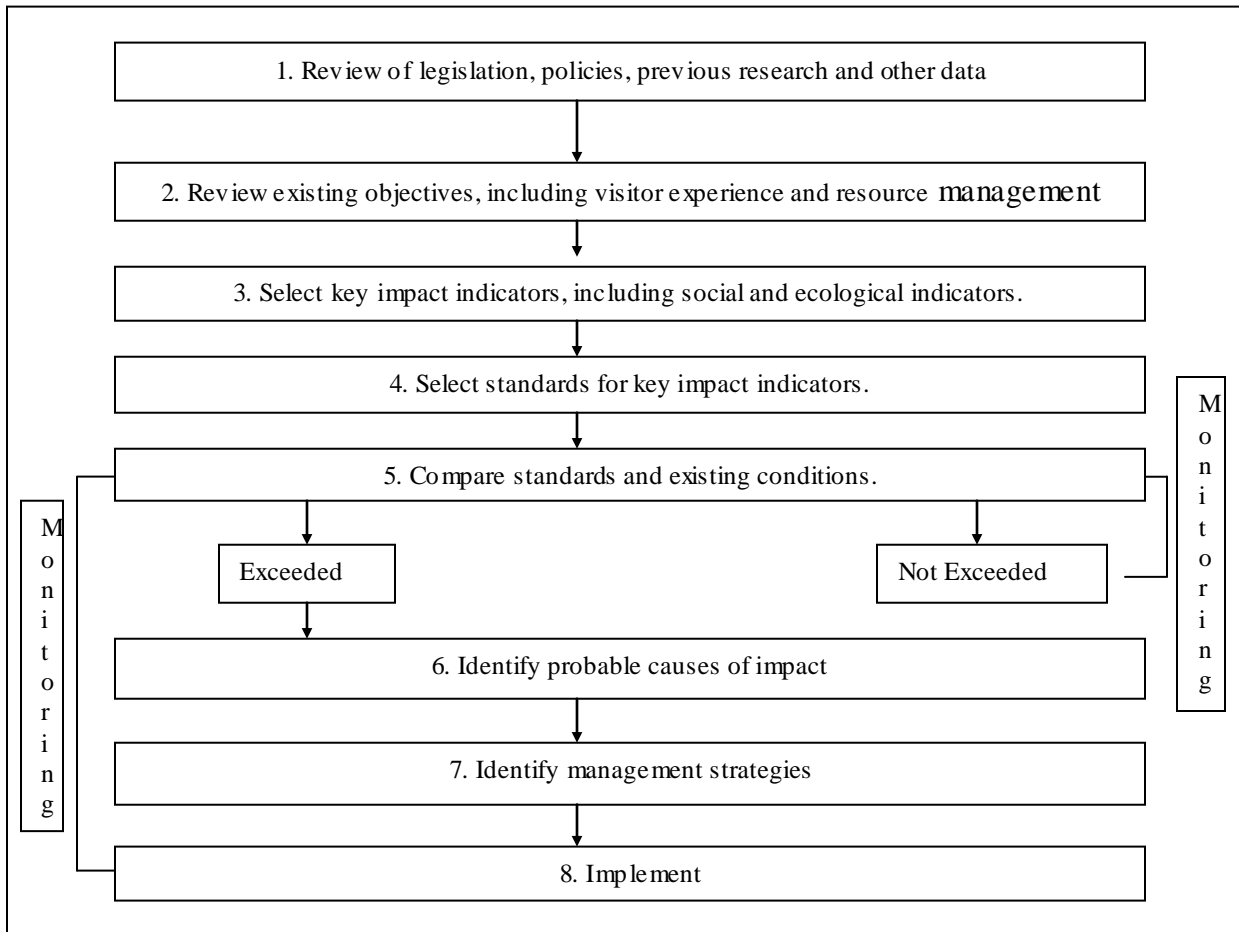 1. Review of legislation, policies, previous research and other data
2. Review existing objectives, including visitor experience and resource management
3. Select key impact indicators, including social and ecological indicators.
4. Select standards for key impact indicators.
5. Compare standards and existing conditions.
Exceeded
Not Exceeded
6. Identify probable causes of impact
7. Identify management strategies
8. Implement
Monitoring
Monitoring